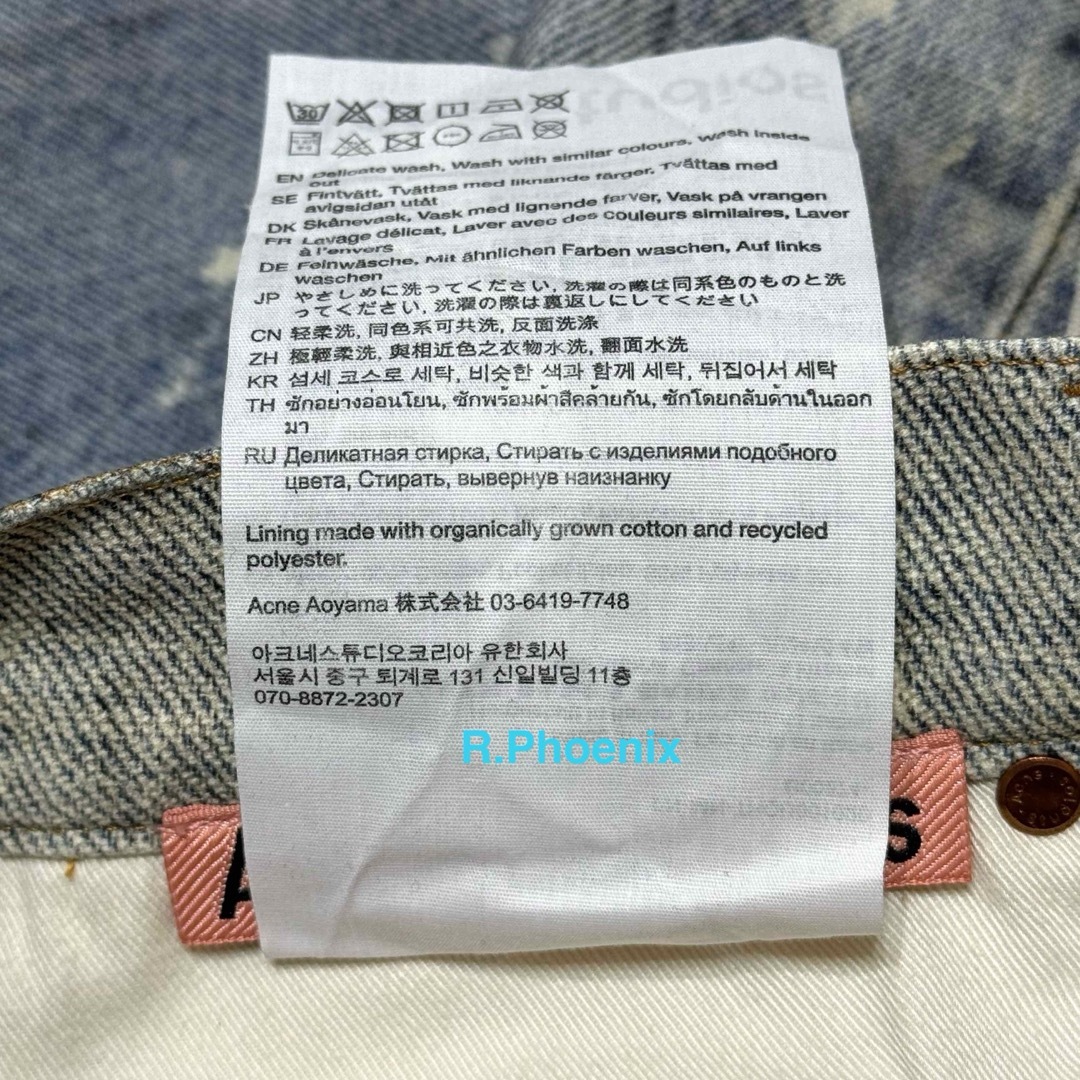 30
EN Delicate wash, Wash with similar colours, Wash inside
out
SE Fintvätt, Tvättas med liknande färger, Tvättas med
avigsidan utåt
DK Skånevask, Vask med lignende farver, Vask på vrangen
FR Lavage délicat, Laver avec des couleurs similaires, Laver
à l'envers
DE Feinwäsche, Mit ähnlichen Farben waschen, Auf links
waschen
JP やさしめに洗ってください, 洗濯の際は同系色のものと洗
ってください, 洗濯の際は裏返しにしてください
CN 轻柔洗, 同色系可共洗, 反面洗涤
ZH 極輕柔洗, 與相近色之衣物水洗, 翻面水洗
KR 섬세 코스로 세탁, 비슷한 색과 함께 세탁, 뒤집어서 세탁
TH ซักอย่างอ่อนโยน, ซักพร้อมผ้าสีคล้ายกัน, ซักโดยกลับด้านในออก
มา
RU Деликатная стирка, Стирать с изделиями подобного
цвета, Стирать, вывернув наизнанку
Lining made with organically grown cotton and recycled
polyester.
Acne Aoyama 株式会社 03-6419-7748
아크네스튜디오코리아 유한회사
서울시 중구 퇴계로 131 신일빌딩 11층
070-8872-2307
R.Phoenix
A S